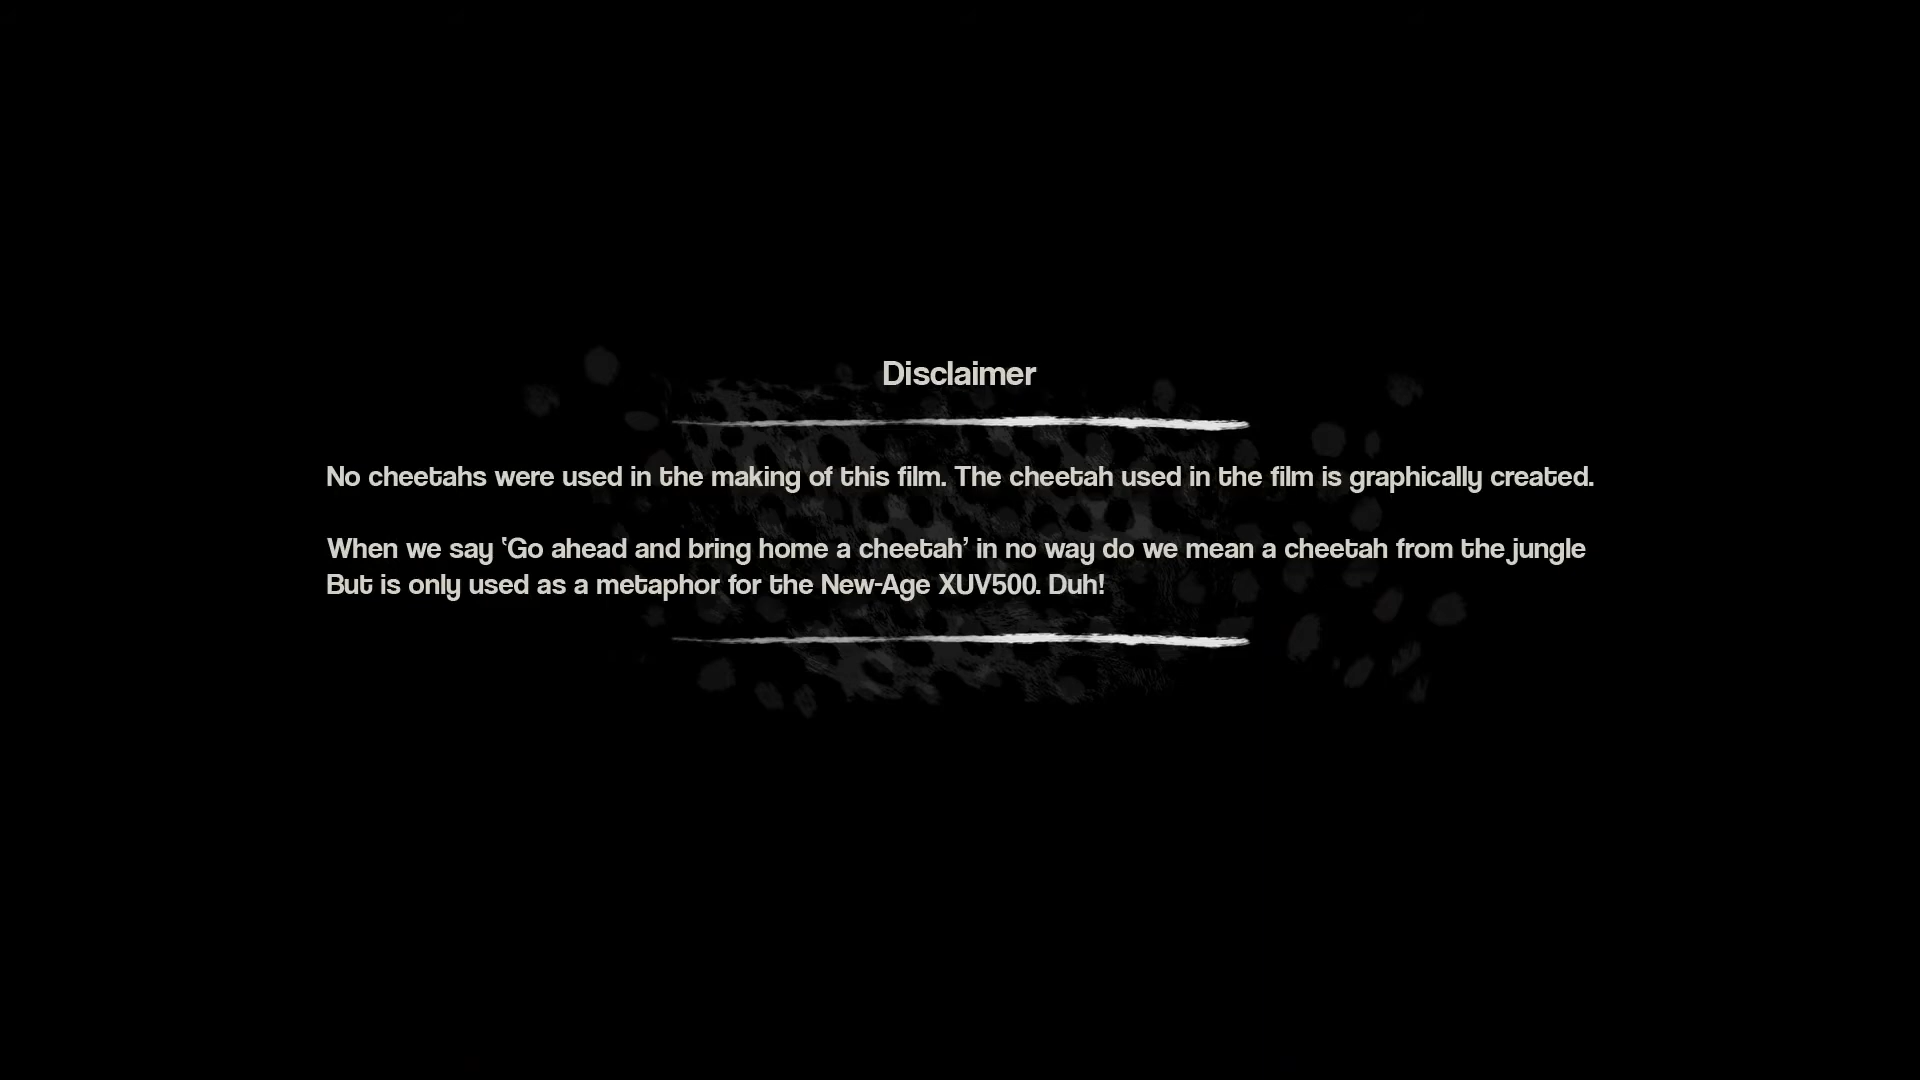 Disclaimer
No cheetahs were used in the making of this film. The cheetah used in the film is graphically created.
When we say ‘Go ahead and bring home a cheetah’ in no way do we mean a cheetah from the jungle
But is only used as a metaphor for the New-Age XUV500. Duh!